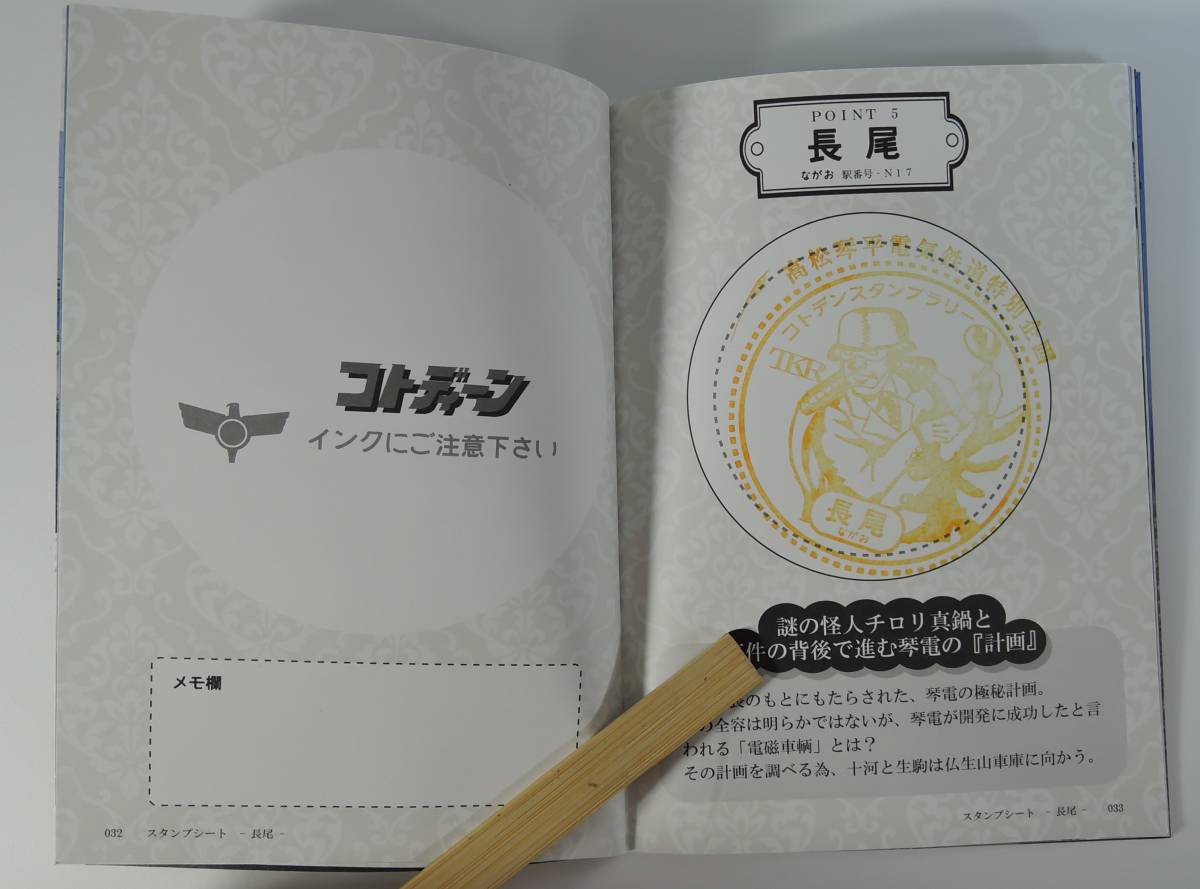 コトディーン
インクにご注意下さい
メモ欄
032 スタンプシート －長尾－
POINT 5
長尾
ながお 駅番号-N17
高松琴平電気鉄道特別企画
コトデンスタンプラリー
TKR
長尾
ながお
謎の怪人チロリ真鍋と
件の背後で進む琴電の『計画』
のもとにもたらされた、琴電の極秘計画。
全容は明らかではないが、琴電が開発に成功したと言
われる「電磁車輌」とは？
その計画を調べる為、十河と生駒は仏生山車庫に向かう。
スタンプシート －長尾－ 033